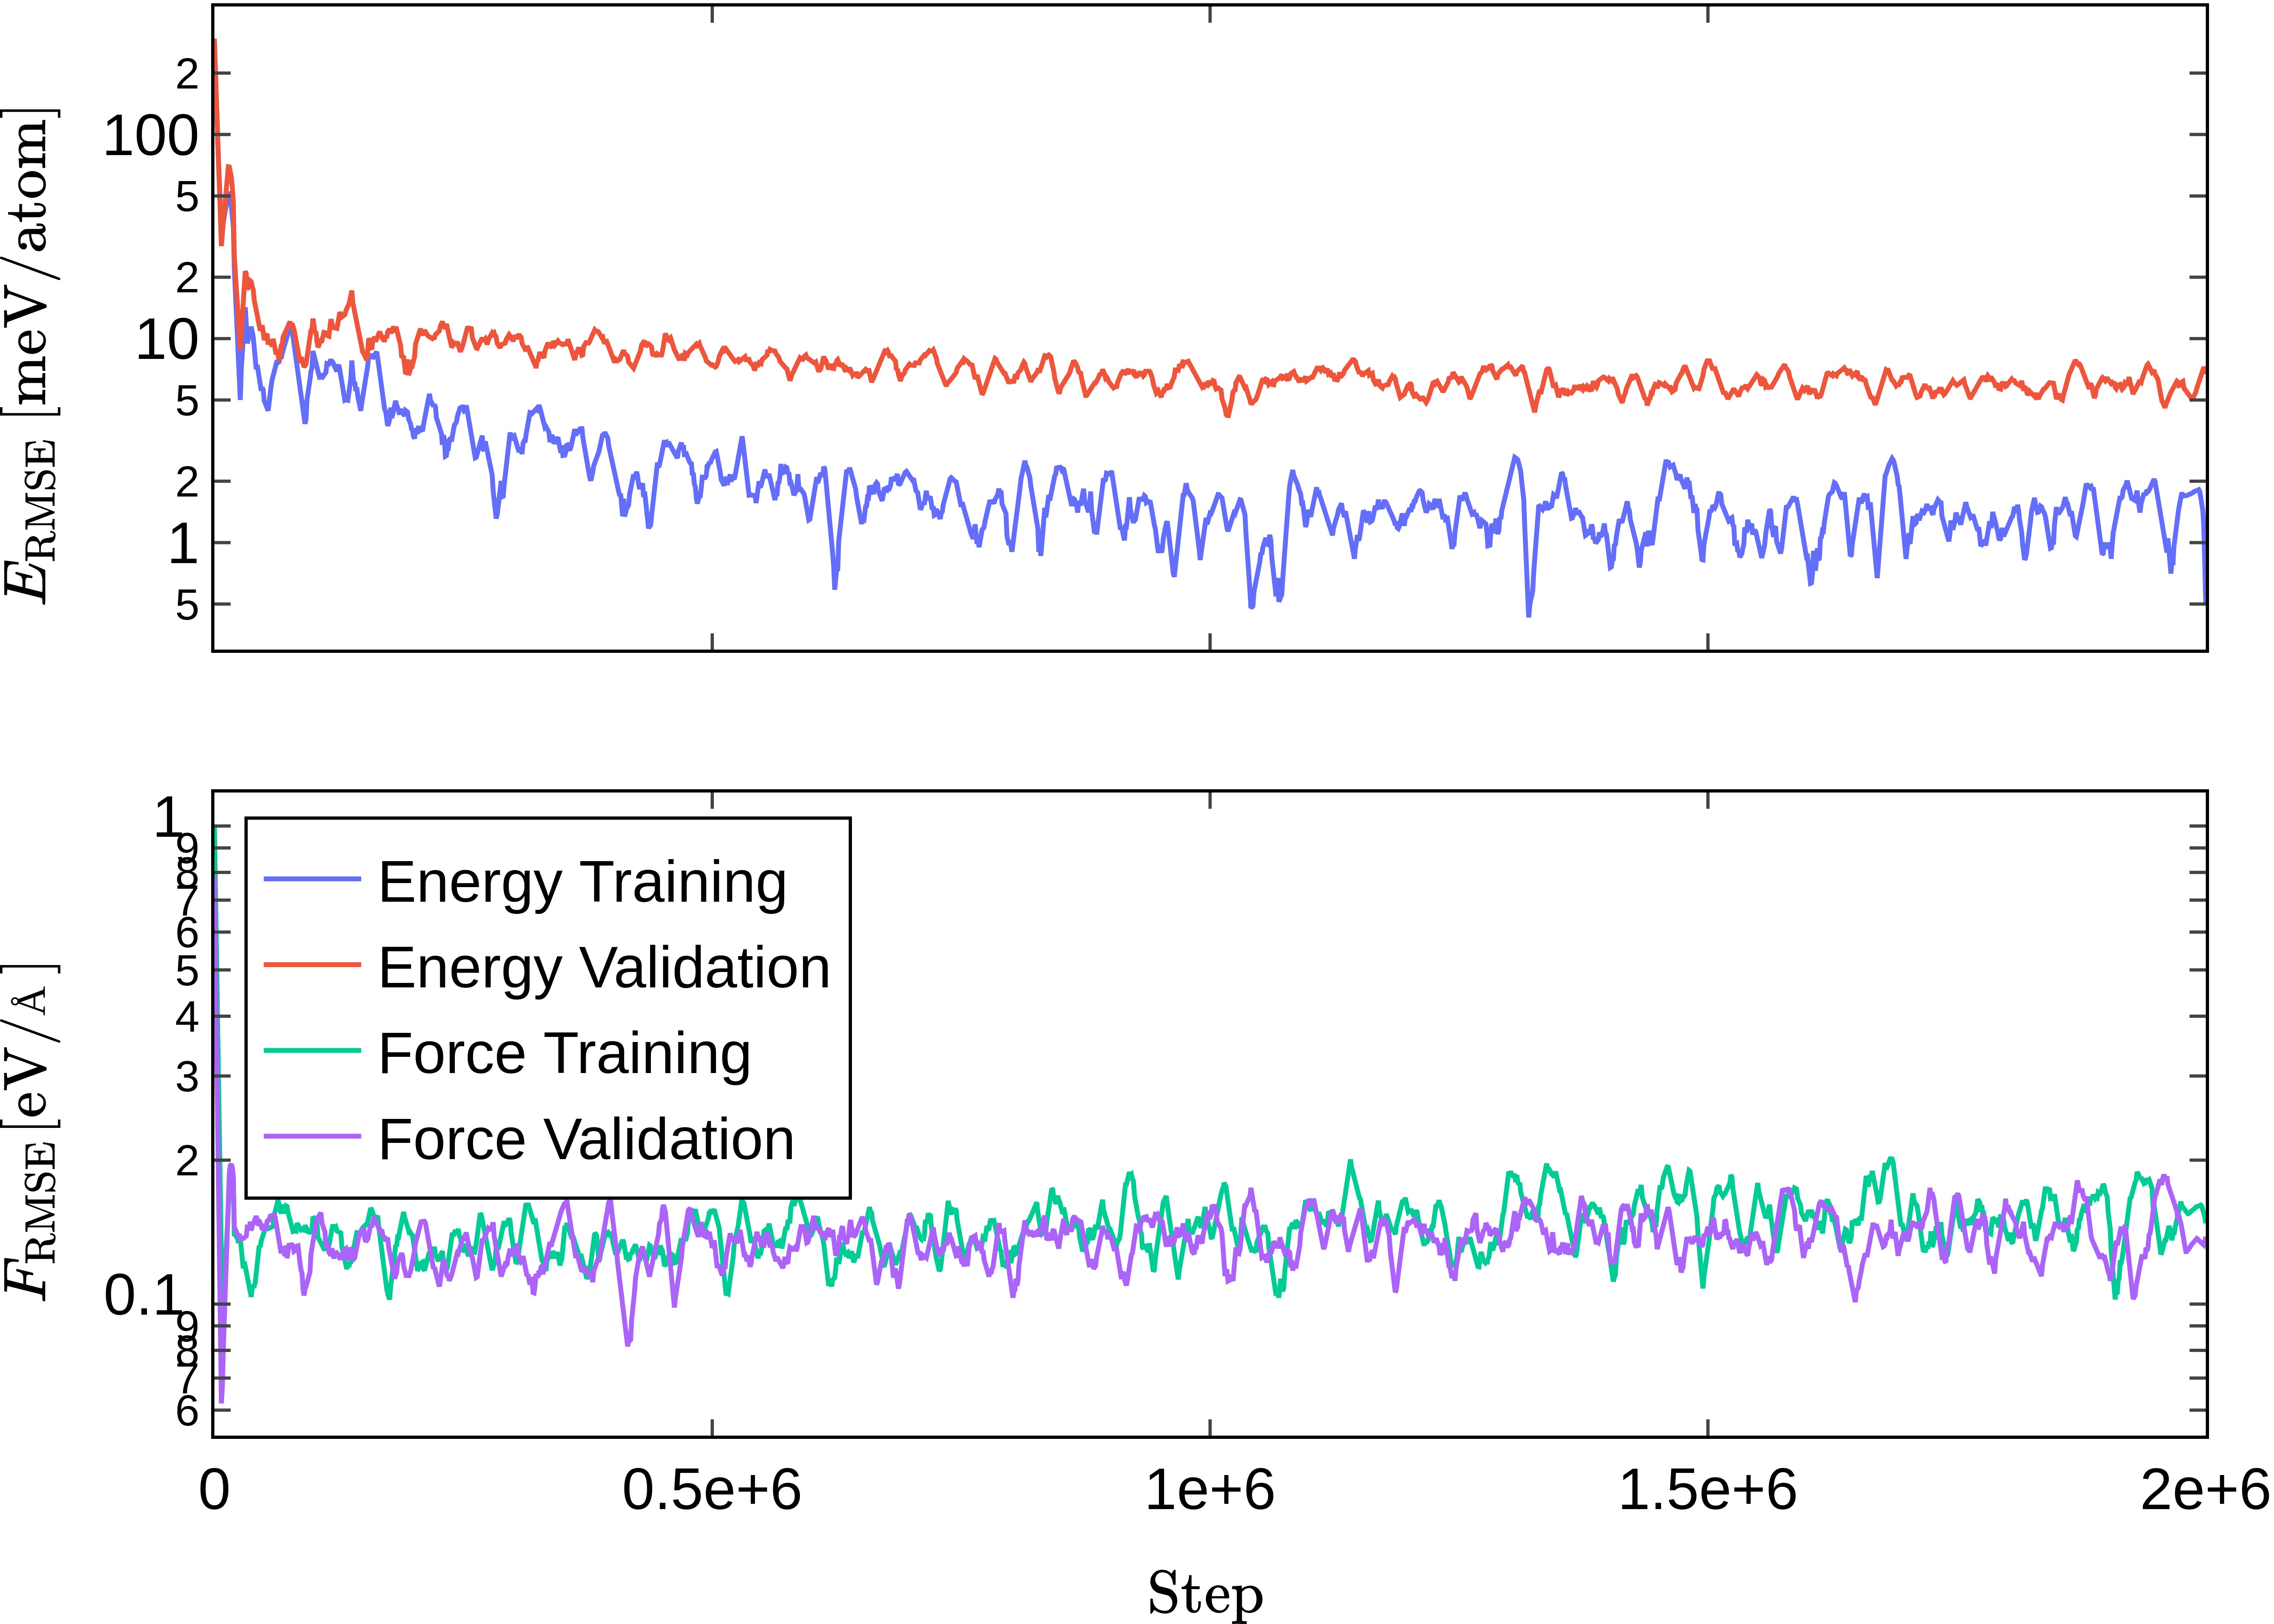 E_RMSE [meV/atom]
2
100
5
2
10
5
2
1
5
F_RMSE [eV/Å]
1
9
8
7
6
5
4
3
2
0.1
9
8
7
6
Energy Training
Energy Validation
Force Training
Force Validation
0 0.5e+6 1e+6 1.5e+6 2e+6
Step